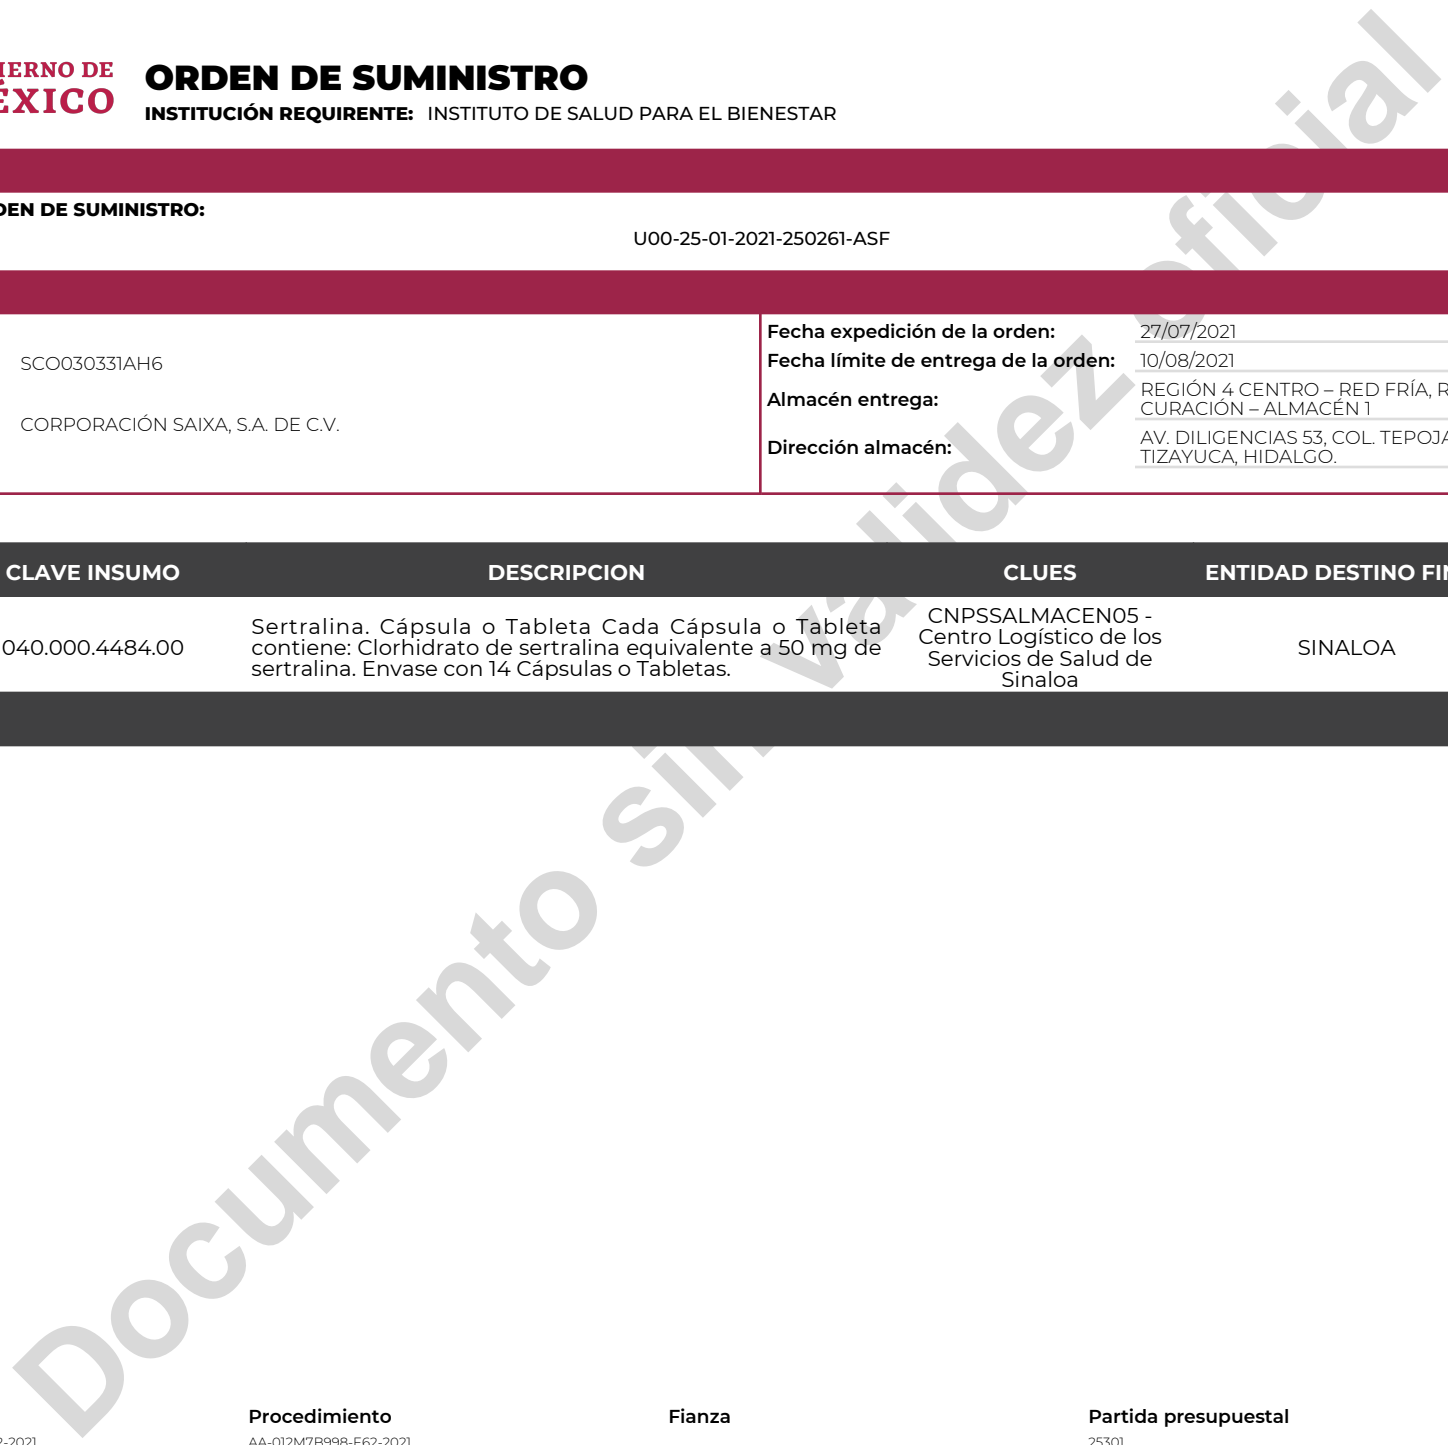 ORDEN DE SUMINISTRO
INSTITUCIÓN REQUIRENTE: INSTITUTO DE SALUD PARA EL BIENESTAR
DE
XICO
DE SUMINISTRO:
U00-25-01-2021-250261-ASF
SCO030331AH6
CORPORACIÓN SAIXA, S.A. DE C.V.
Fecha expedición de la orden: 27/07/2021
Fecha límite de entrega de la orden: 10/08/2021
Almacén entrega: REGIÓN 4 CENTRO – RED FRÍA, R
CURACIÓN – ALMACÉN 1
Dirección almacén: AV. DILIGENCIAS 53, COL. TEPOJA
TIZAYUCA, HIDALGO.
CLAVE INSUMO DESCRIPCION CLUES ENTIDAD DESTINO
040.000.4484.00
Sertralina. Cápsula o Tableta Cada Cápsula o Tableta
contiene: Clorhidrato de sertralina equivalente a 50 mg de
sertralina. Envase con 14 Cápsulas o Tabletas.
CNPSSALMACEN05 -
Centro Logístico de los
Servicios de Salud de
Sinaloa
SINALOA
Documento sin validez oficial
Procedimiento Fianza Partida presupuestal
-2021 AA-012M7B998-E62-2021 25301